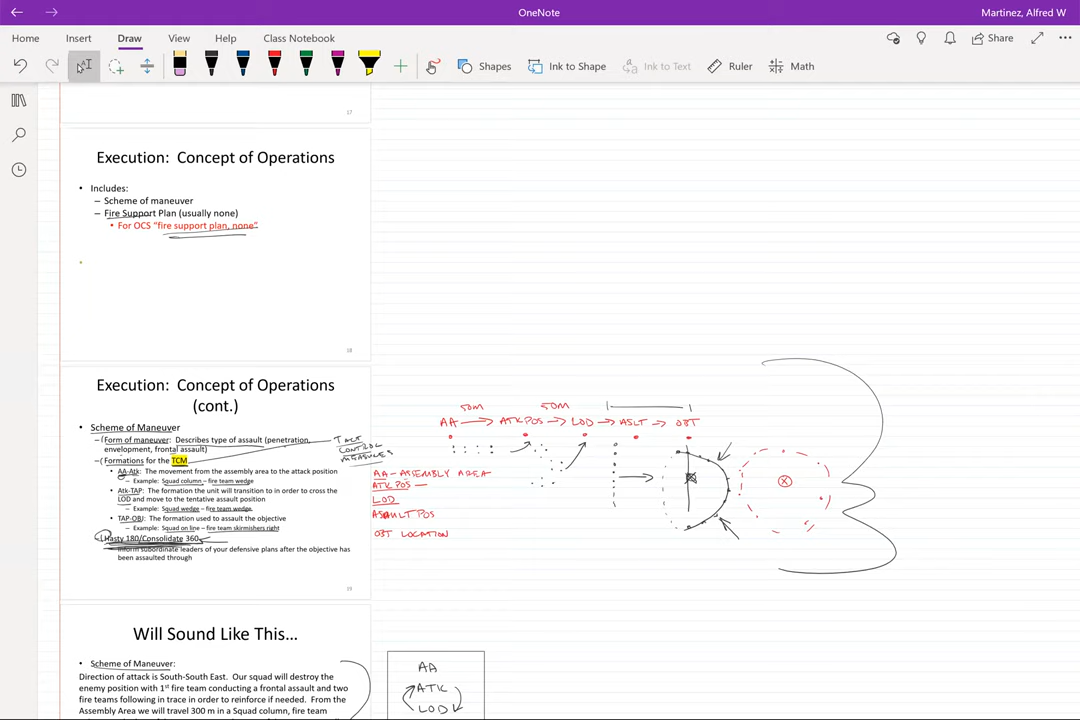 OneNote
Martinez, Alfred W
Home
Insert
Draw
View
Help
Class Notebook
Share
Shapes
Ink to Shape
Ink to Text
Ruler
Math
17
Execution: Concept of Operations
• Includes:
– Scheme of maneuver
– Fire Support Plan (usually none)
• For OCS "fire support plan, none"
•
18
Execution: Concept of Operations
(cont.)
• Scheme of Maneuver
– Form of maneuver: Describes type of assault (penetration,
envelopment, frontal assault)
– Formations for the TCM
• AA-Atk: The movement from the assembly area to the attack position
– Example: Squad column – fire team wedge
• Atk-TAP: The formation the unit will transition to in order to cross the
LOD and move to the tentative assault position
– Example: Squad wedge – fire team wedge
• TAP-OBJ: The formation used to assault the objective
– Example: Squad on line – fire team skirmishers right
– Hasty 180/Consolidate 360
• Inform subordinate leaders of your defensive plans after the objective has
been assaulted through
19
TACT
CONTROL
MEASURES
50M 50M
AA → ATKPOS → LOD → ASLT → OBJ
AA - ASSEMBLY AREA
ATKPOS —
LOD
ASSAULT POS
OBJ LOCATION
Will Sound Like This…
• Scheme of Maneuver:
Direction of attack is South-South East. Our squad will destroy the
enemy position with 1st fire team conducting a frontal assault and two
fire teams following in trace in order to reinforce if needed. From the
Assembly Area we will travel 300 m in a Squad column, fire team
AA
ATK
LOD